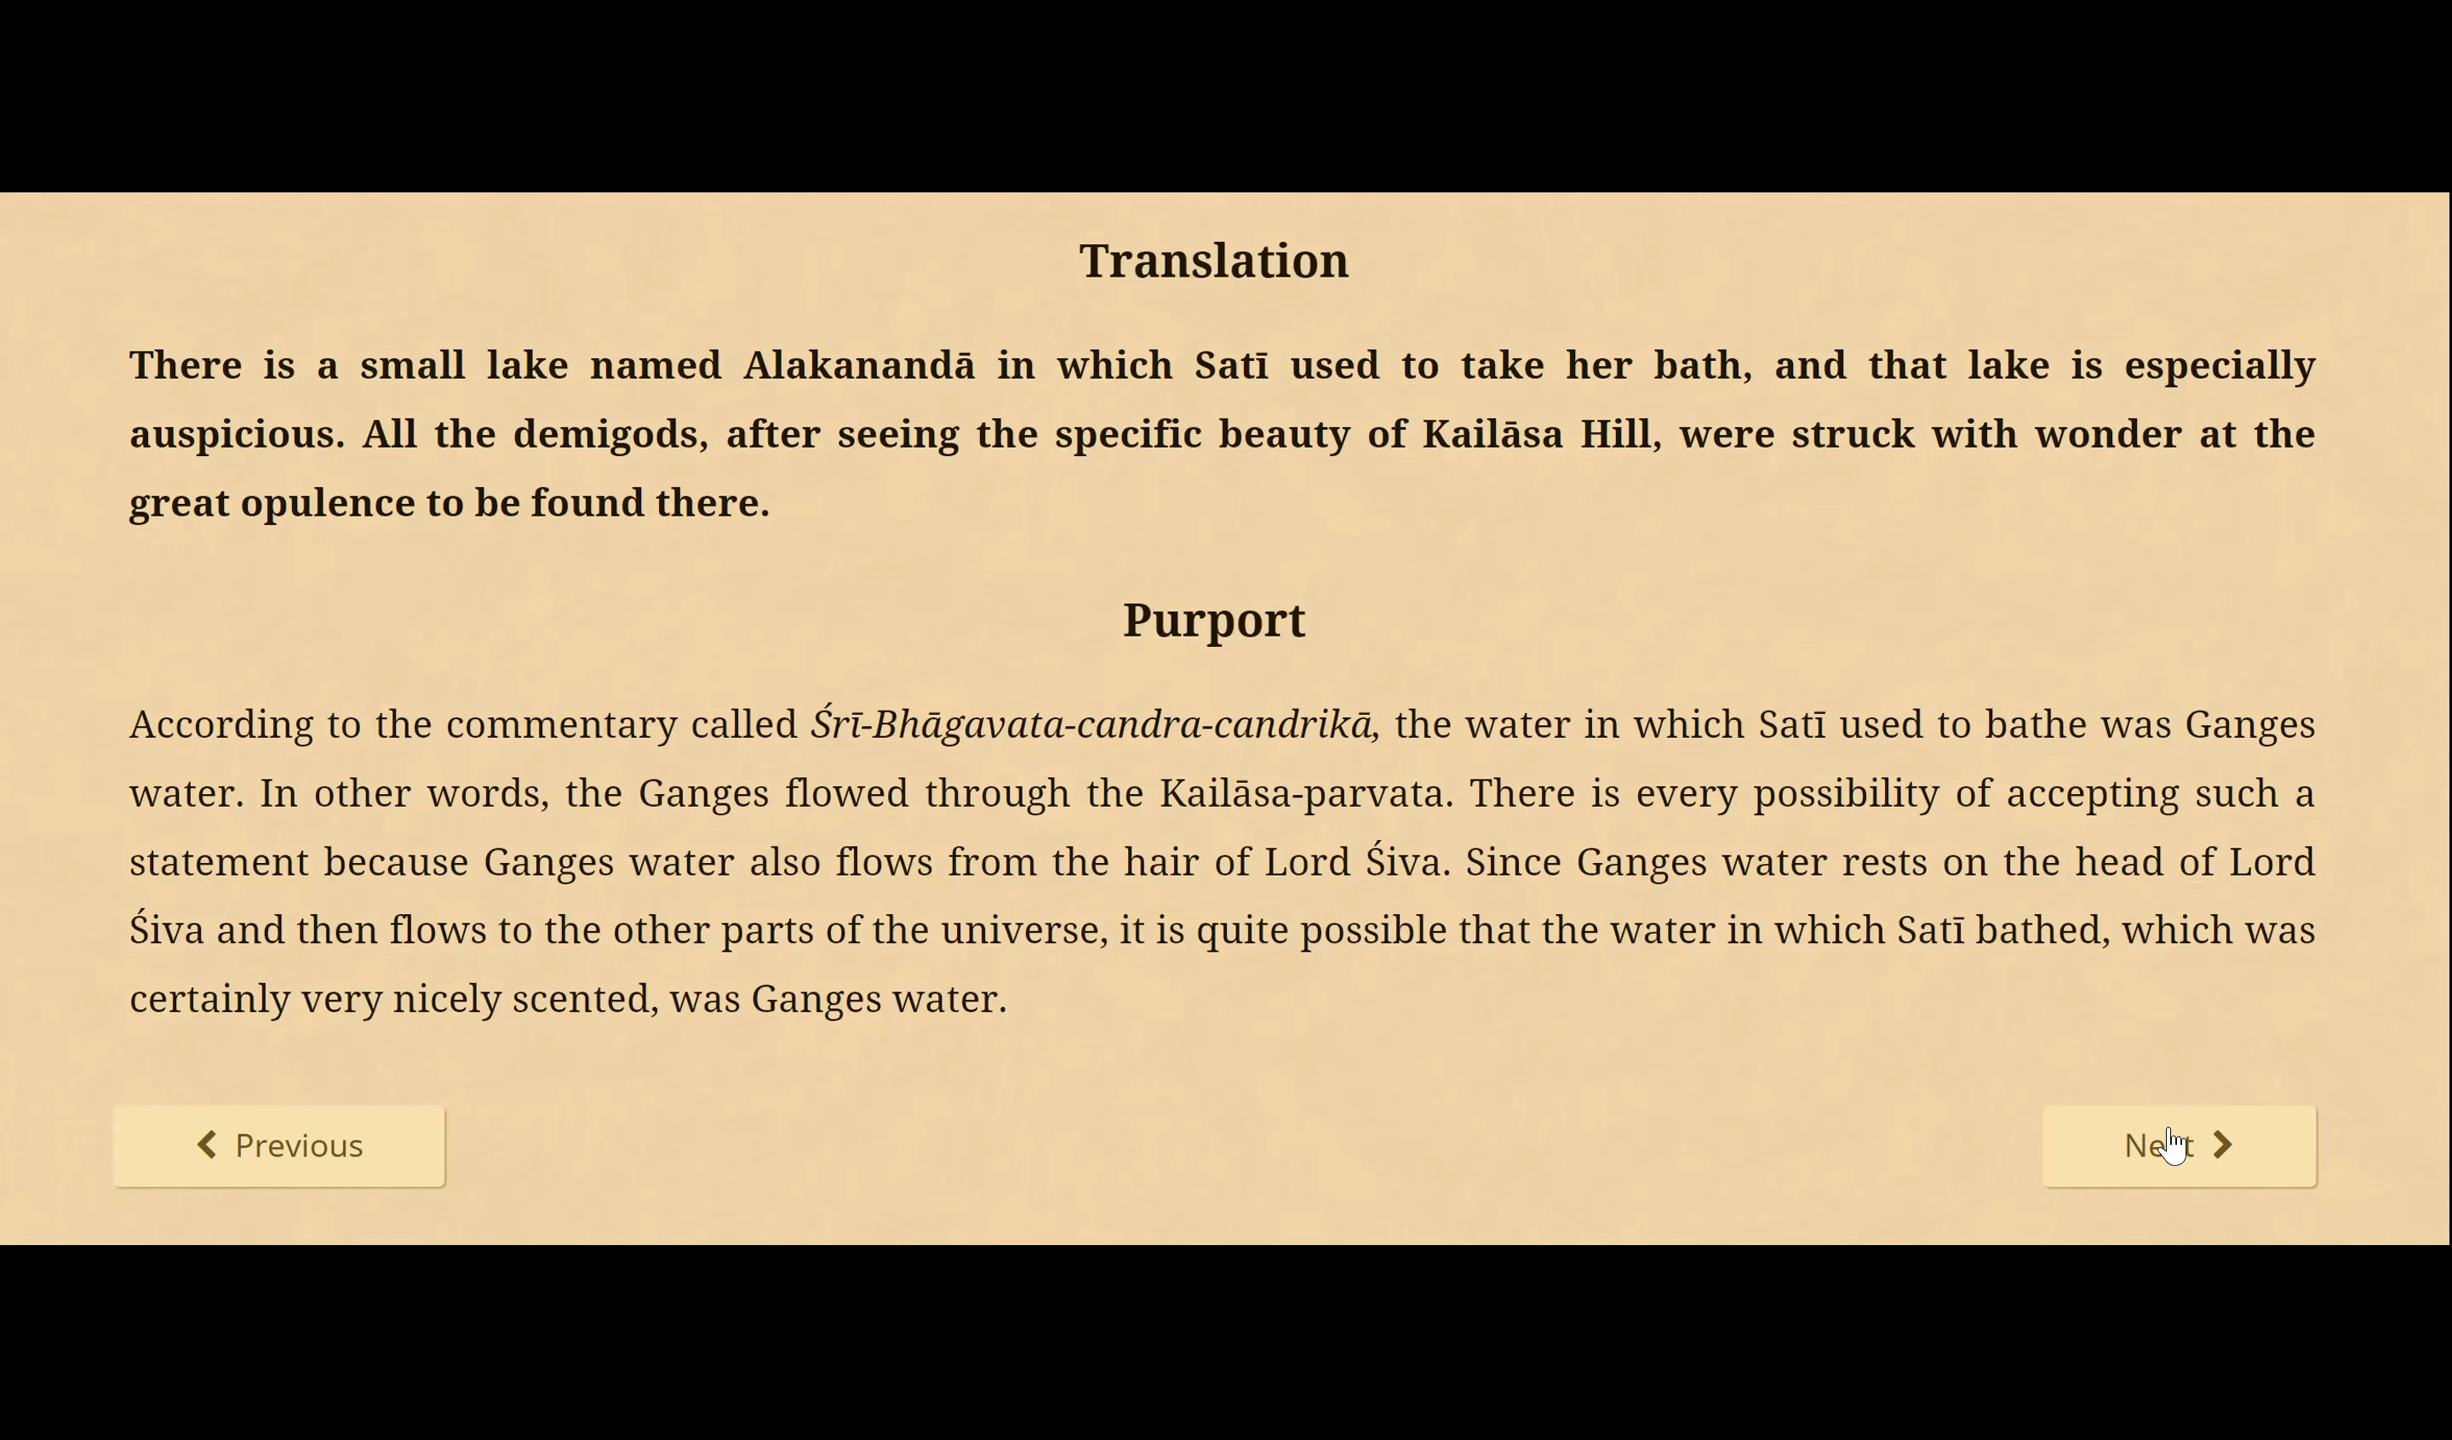 Translation
There is a small lake named Alakanandā in which Satī used to take her bath, and that lake is especially
auspicious. All the demigods, after seeing the specific beauty of Kailāsa Hill, were struck with wonder at the
great opulence to be found there.
Purport
According to the commentary called Śrī-Bhāgavata-candra-candrikā, the water in which Satī used to bathe was Ganges
water. In other words, the Ganges flowed through the Kailāsa-parvata. There is every possibility of accepting such a
statement because Ganges water also flows from the hair of Lord Śiva. Since Ganges water rests on the head of Lord
Śiva and then flows to the other parts of the universe, it is quite possible that the water in which Satī bathed, which was
certainly very nicely scented, was Ganges water.
Previous
Next